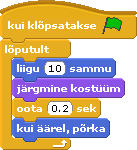 kui klõpsatakse
lõputult
liigu 10 sammu
järgmine kostüüm
oota 0.2 sek
kui äärel, põrka